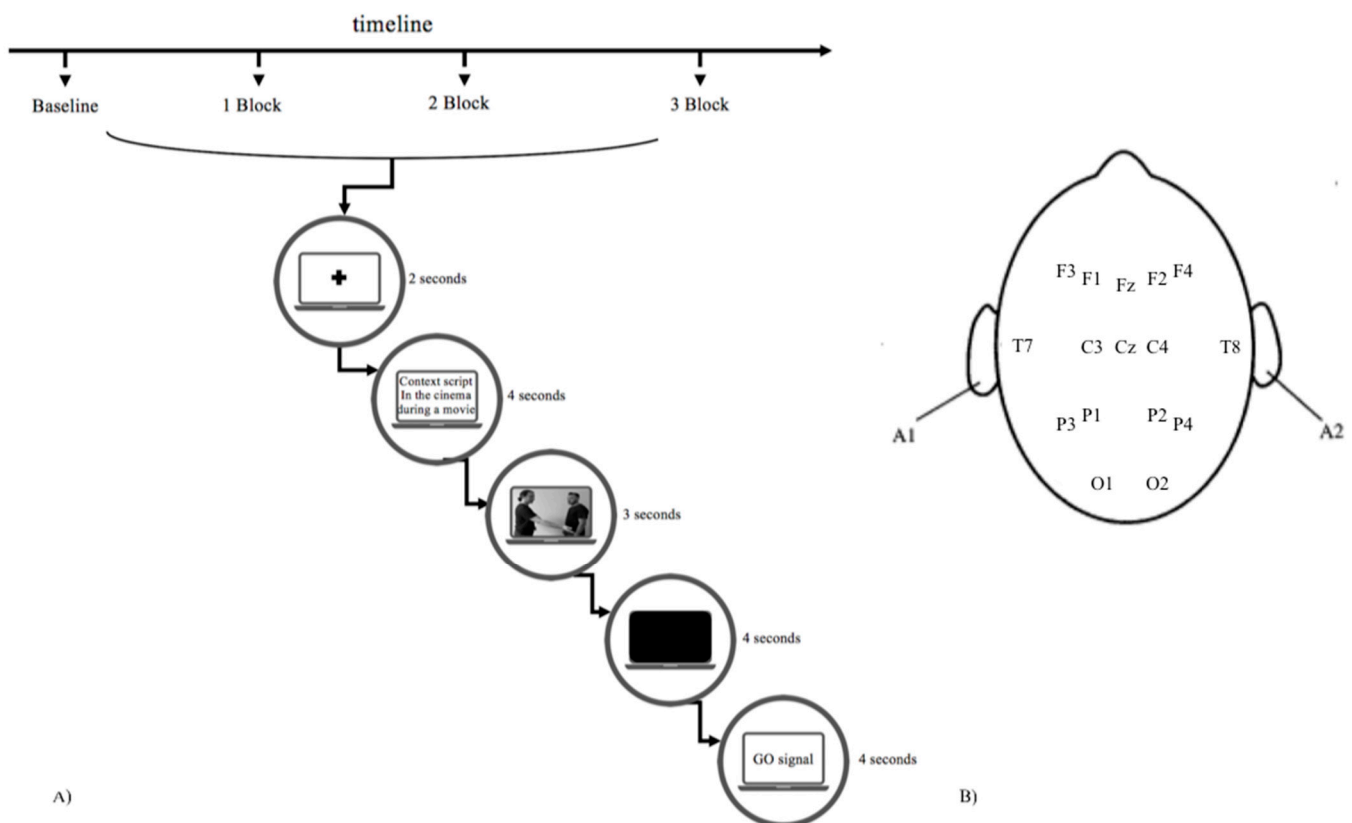 timeline
Baseline
1 Block
2 Block
3 Block
2 seconds
Context script
In the cinema
during a movie
4 seconds
3 seconds
4 seconds
GO signal
4 seconds
A)
F3 F1 Fz F2 F4
T7 C3 Cz C4 T8
P3 P1 P2 P4
A1
A2
O1 O2
B)